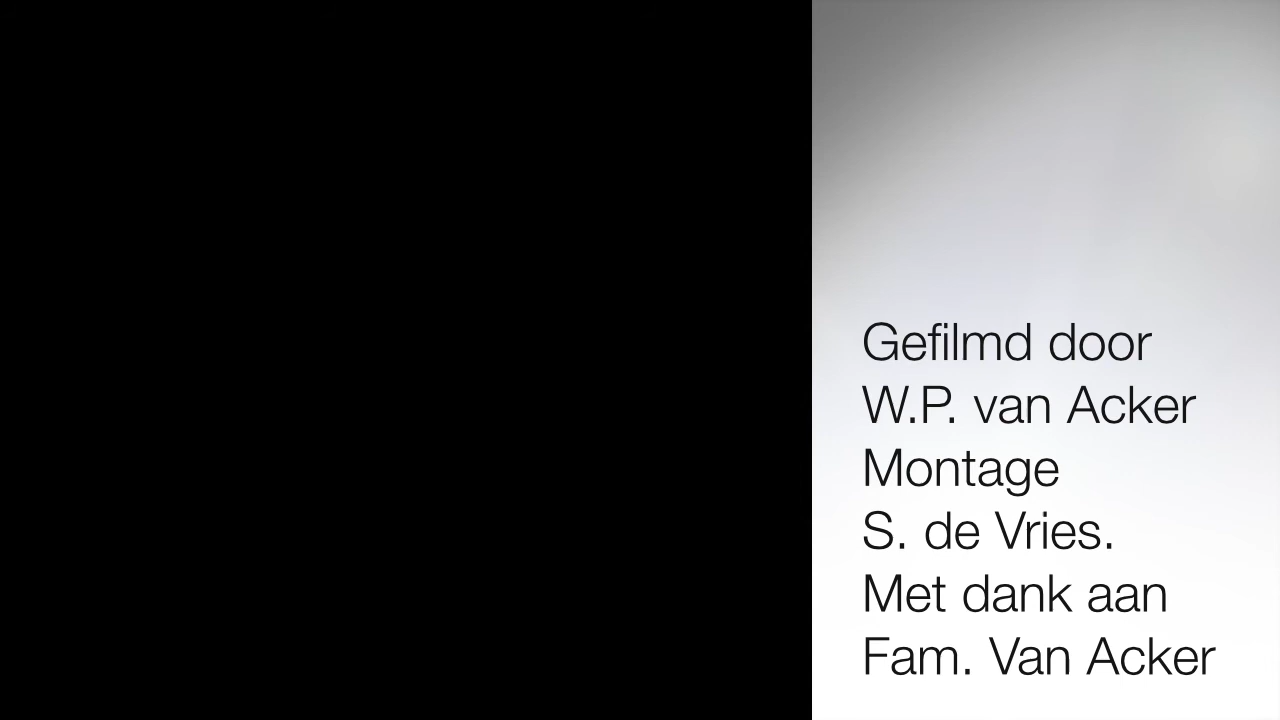 Gefilmd door
W.P. van Acker
Montage
S. de Vries.
Met dank aan
Fam. Van Acker